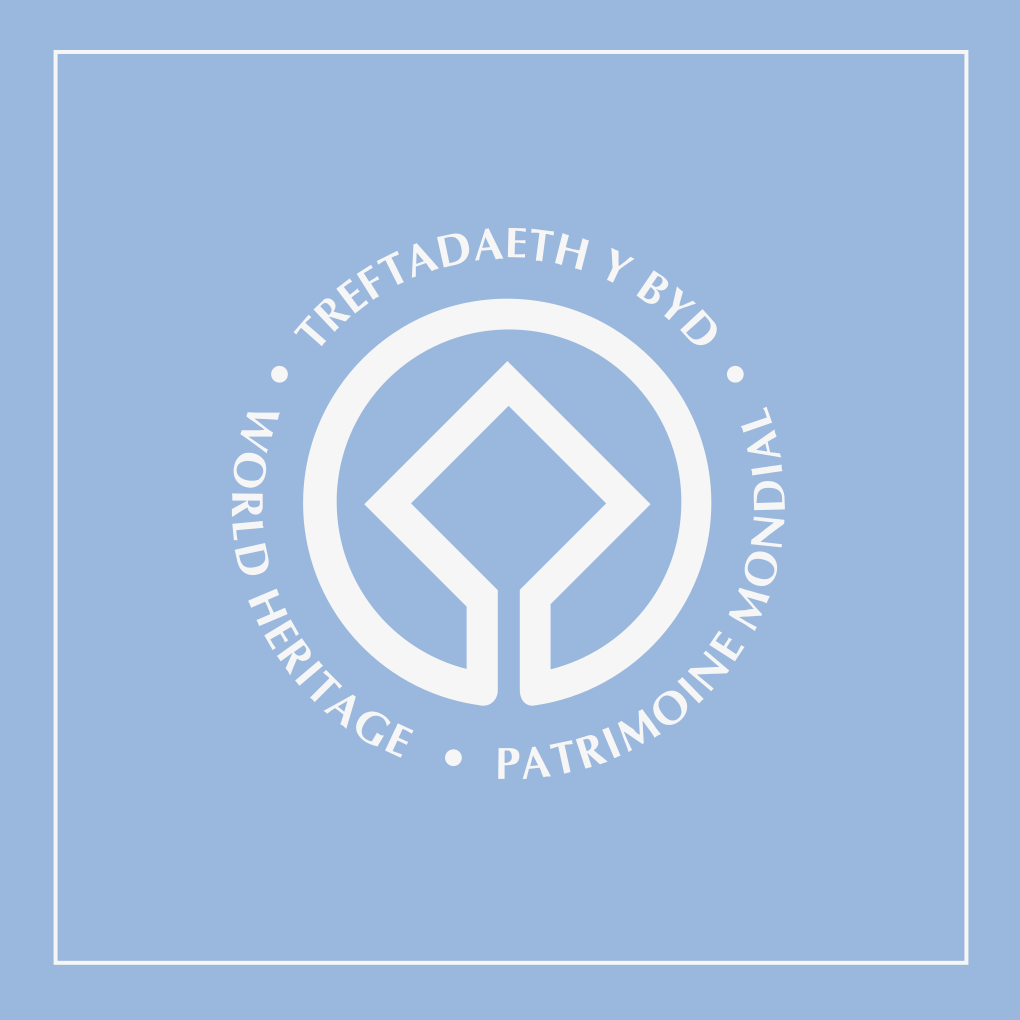 TREFTADAETH Y BYD
WORLD HERITAGE
PATRIMOINE MONDIAL